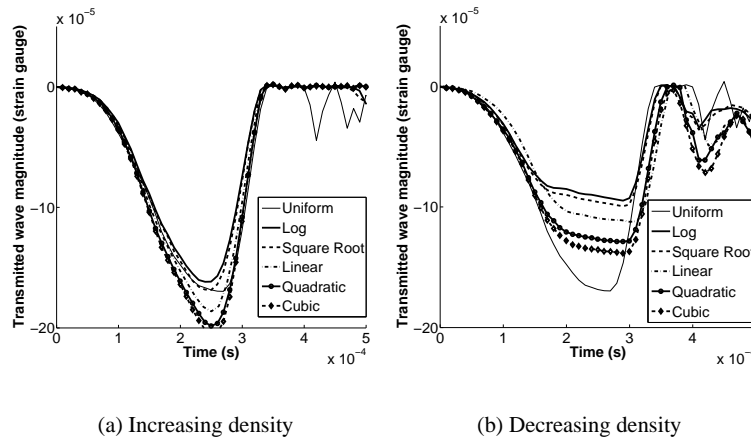 x 10⁻⁵
0
−10
−20
Transmitted wave magnitude (strain gauge)
Uniform
Log
Square Root
Linear
Quadratic
Cubic
0 1 2 3 4 5
Time (s)
x 10⁻⁴
(a) Increasing density
x 10⁻⁵
0
−10
−20
Transmitted wave magnitude (strain gauge)
Uniform
Log
Square Root
Linear
Quadratic
Cubic
0 1 2 3 4
Time (s)
x 10⁻
(b) Decreasing density